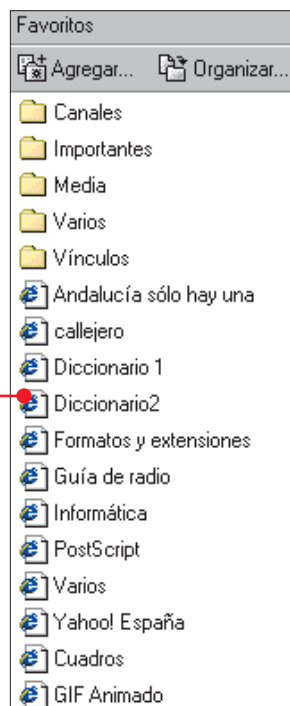 Favoritos
Agregar... Organizar...
Canales
Importantes
Media
Varios
Vínculos
Andalucía sólo hay una
callejero
Diccionario 1
Diccionario2
Formatos y extensiones
Guía de radio
Informática
PostScript
Varios
Yahoo! España
Cuadros
GIF Animado